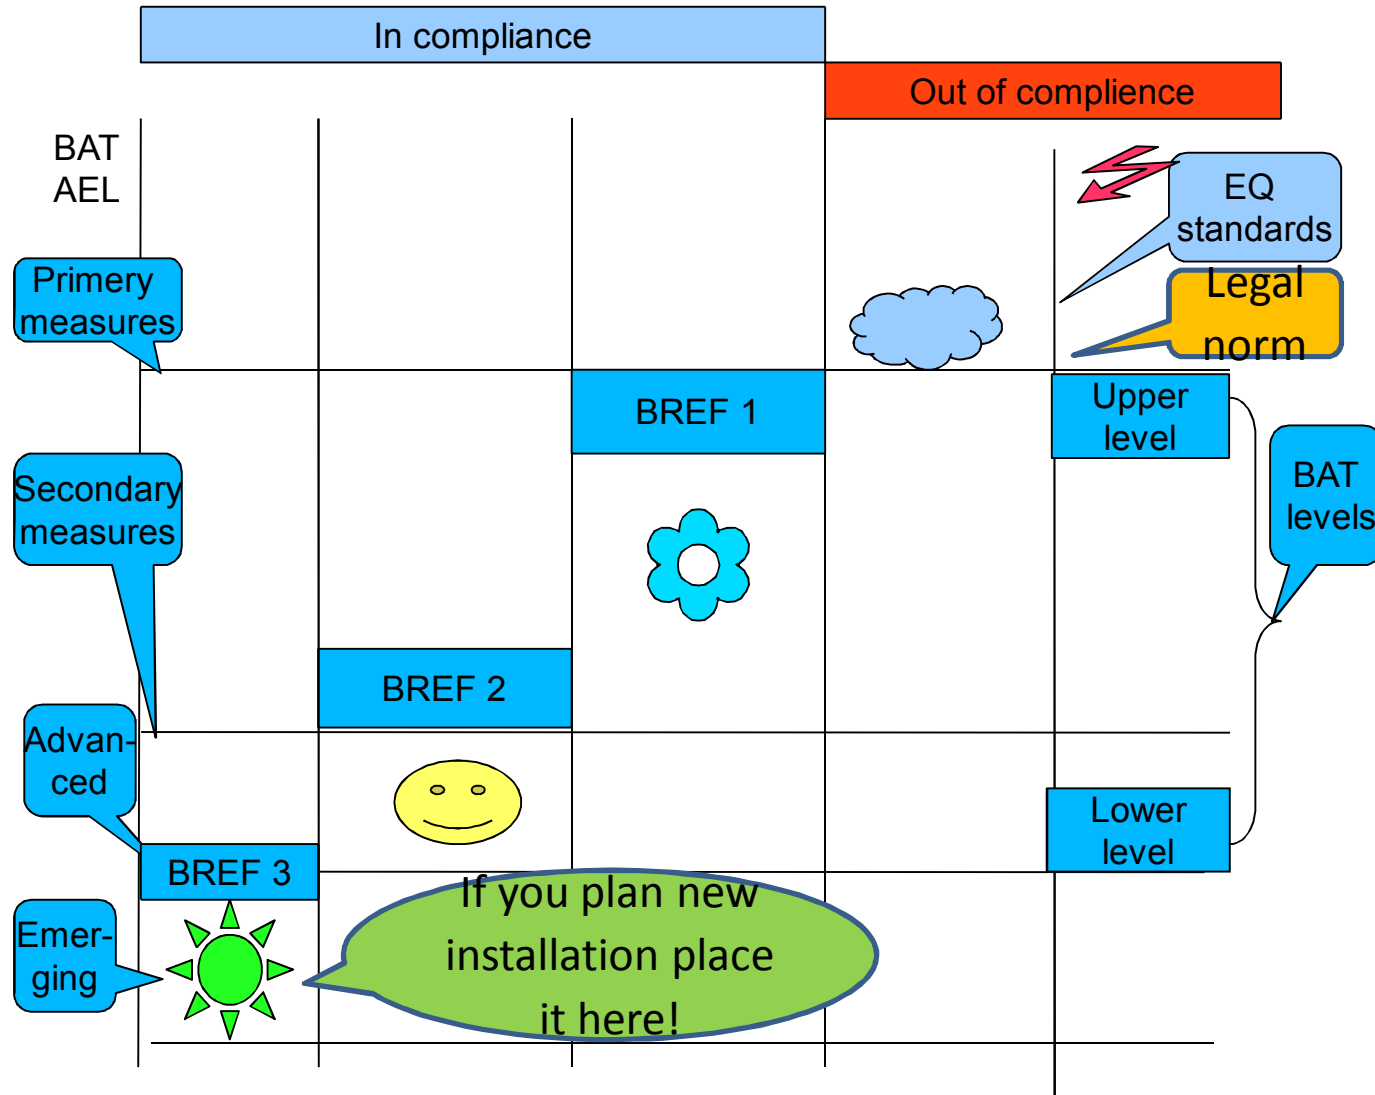 In compliance
Out of complience
BAT
AEL
EQ
standards
Primery
measures
Legal
norm
BREF 1
Upper
level
Secondary
measures
BAT
levels
BREF 2
Advan-
ced
Lower
level
BREF 3
If you plan new
installation place
it here!
Emer-
ging